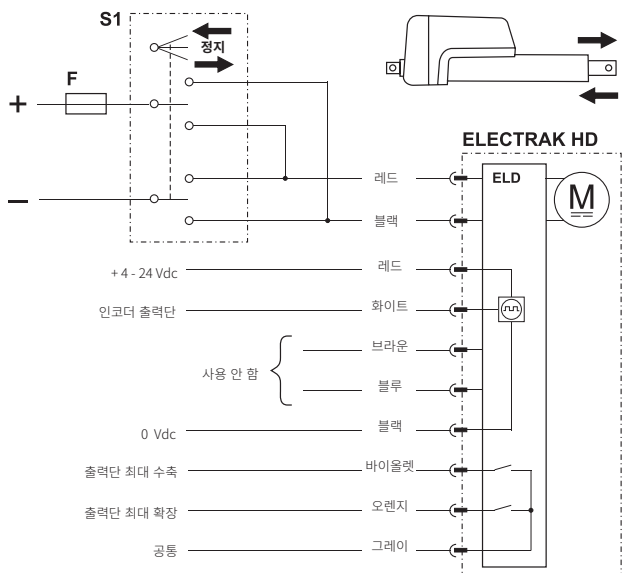 S1
정지
F
+
−
ELECTRAK HD
ELD
M
레드
블랙
+ 4 - 24 Vdc
레드
인코더 출력단
화이트
사용 안 함
브라운
블루
0 Vdc
블랙
출력단 최대 수축
바이올렛
출력단 최대 확장
오렌지
공통
그레이